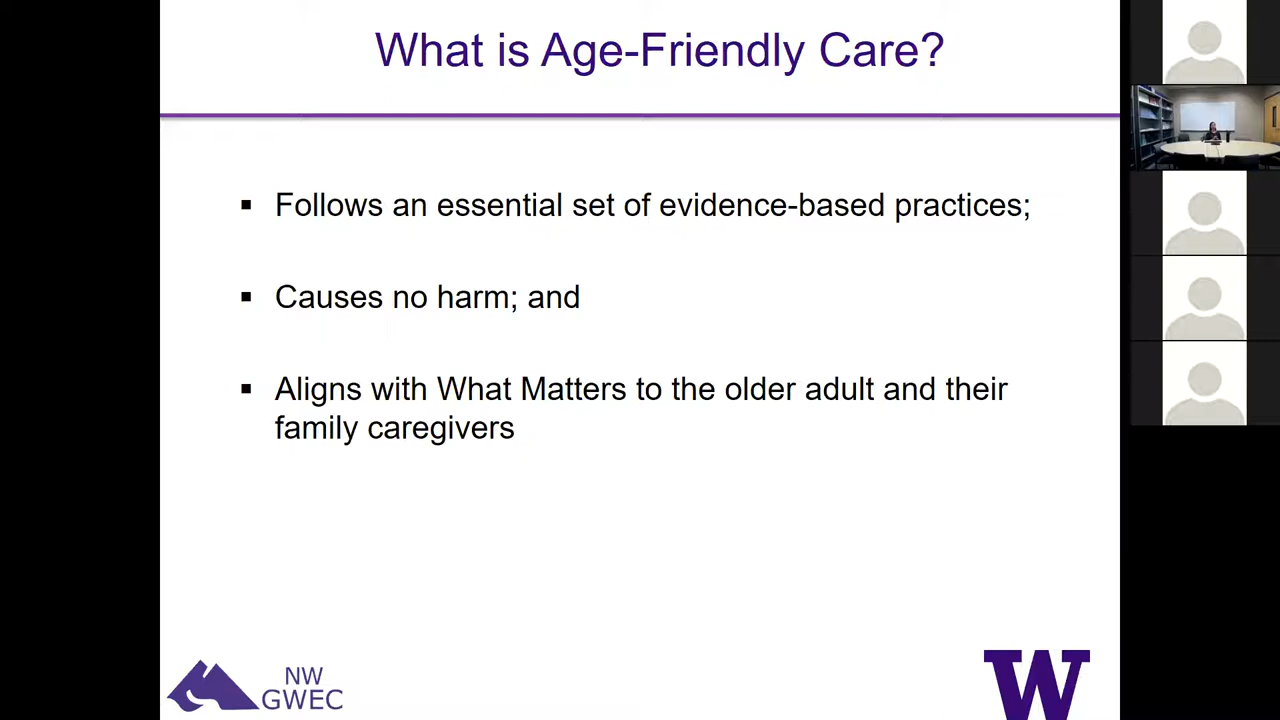 What is Age-Friendly Care?
▪ Follows an essential set of evidence-based practices;
▪ Causes no harm; and
▪ Aligns with What Matters to the older adult and their
family caregivers
NW
GWEC
W